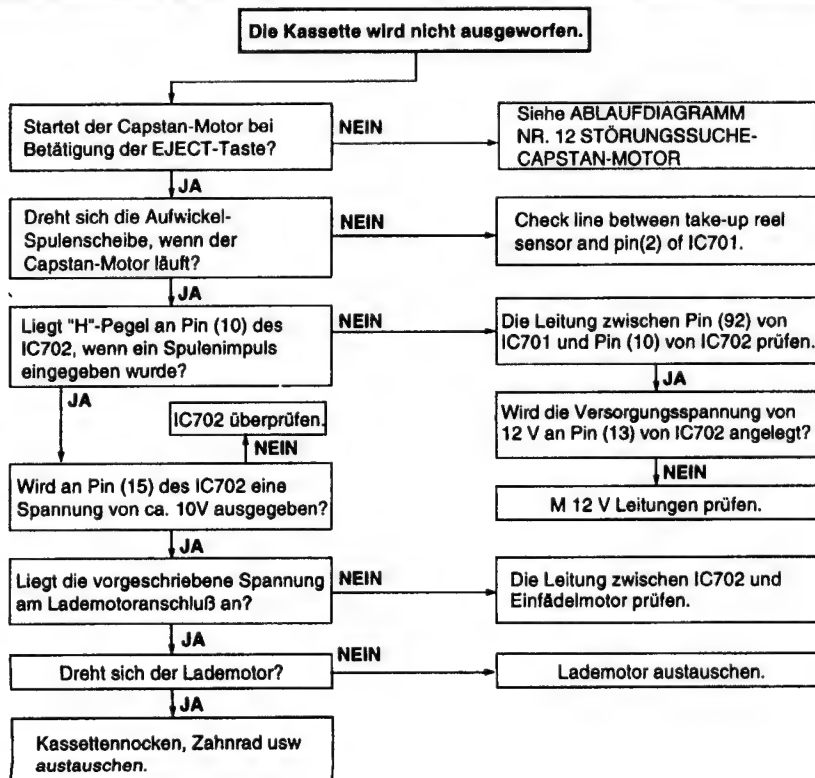 Die Kassette wird nicht ausgeworfen.
Startet der Capstan-Motor bei
Betätigung der EJECT-Taste?
NEIN
Siehe ABLAUFDIAGRAMM
NR. 12 STÖRUNGSSUCHE-
CAPSTAN-MOTOR
JA
Dreht sich die Aufwickel-
Spulenscheibe, wenn der
Capstan-Motor läuft?
NEIN
Check line between take-up reel
sensor and pin(2) of IC701.
JA
Liegt "H"-Pegel an Pin (10) des
IC702, wenn ein Spulenimpuls
eingegeben wurde?
NEIN
Die Leitung zwischen Pin (92) von
IC701 und Pin (10) von IC702 prüfen.
JA
JA
Wird die Versorgungsspannung von
12 V an Pin (13) von IC702 angelegt?
IC702 überprüfen.
NEIN
NEIN
M 12 V Leitungen prüfen.
Wird an Pin (15) des IC702 eine
Spannung von ca. 10V ausgegeben?
JA
Liegt die vorgeschriebene Spannung
am Lademotoranschluß an?
NEIN
Die Leitung zwischen IC702 und
Einfädelmotor prüfen.
JA
Dreht sich der Lademotor?
NEIN
Lademotor austauschen.
JA
Kassettennocken, Zahnrad usw
austauschen.